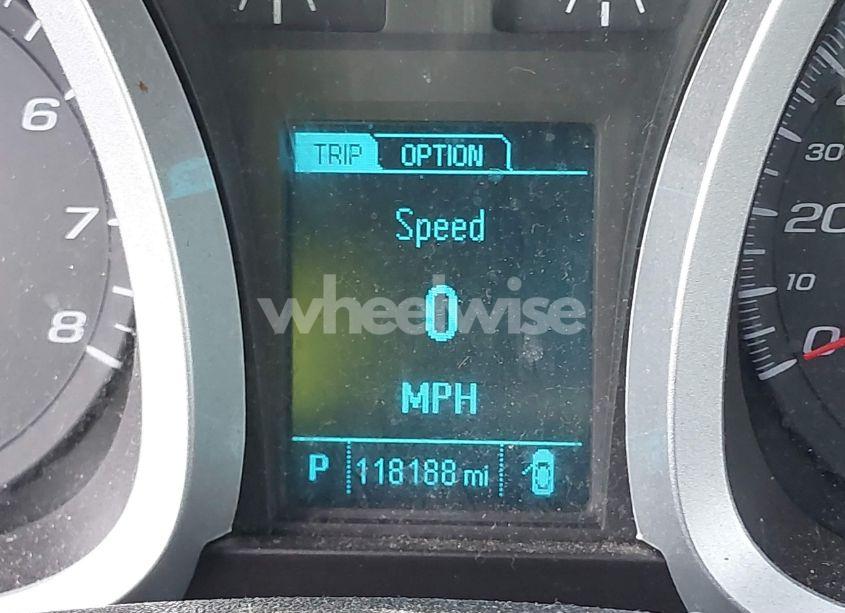 TRIP OPTION
Speed
0
MPH
P 118188 mi
6
7
8
30
20
10
0
wheelwise